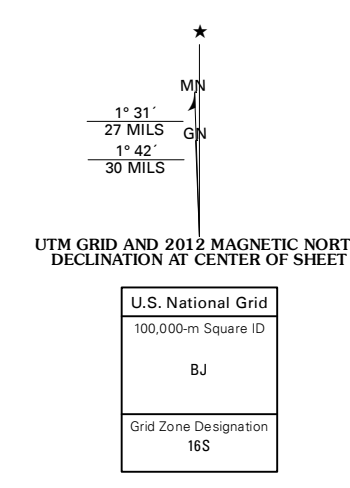 MN
1° 31´
27 MILS
GN
1° 42´
30 MILS
UTM GRID AND 2012 MAGNETIC NORT
DECLINATION AT CENTER OF SHEET
U.S. National Grid
100,000-m Square ID
BJ
Grid Zone Designation
16S